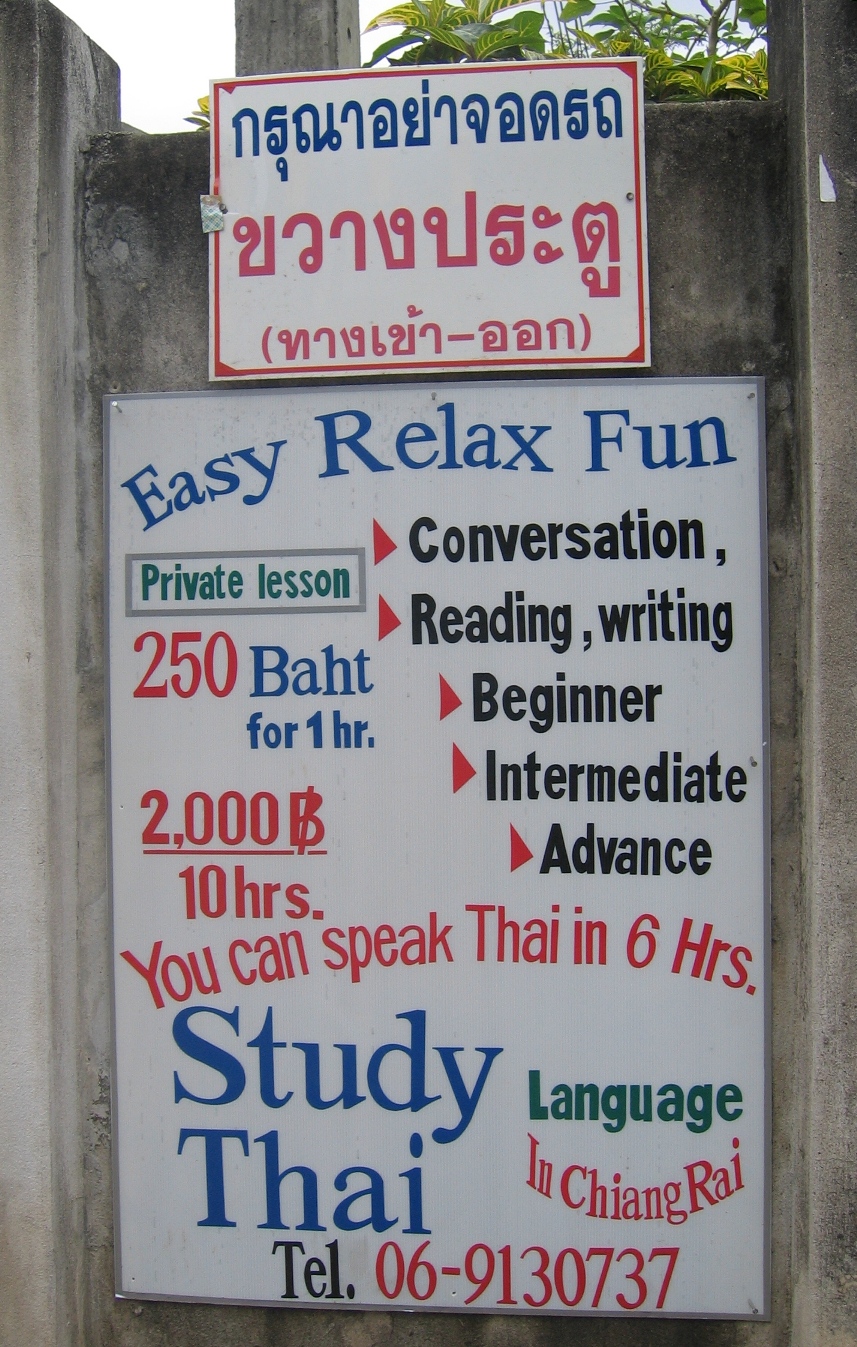 กรุณาอย่าจอดรถ
ขวางประตู
(ทางเข้า-ออก)
Easy Relax Fun
Conversation,
Private lesson
Reading, writing
250 Baht
for 1 hr.
Beginner
Intermediate
2,000 ฿
Advance
10 hrs.
You can speak Thai in 6 Hrs.
Study
Thai
Language
In Chiang Rai
Tel. 06-9130737